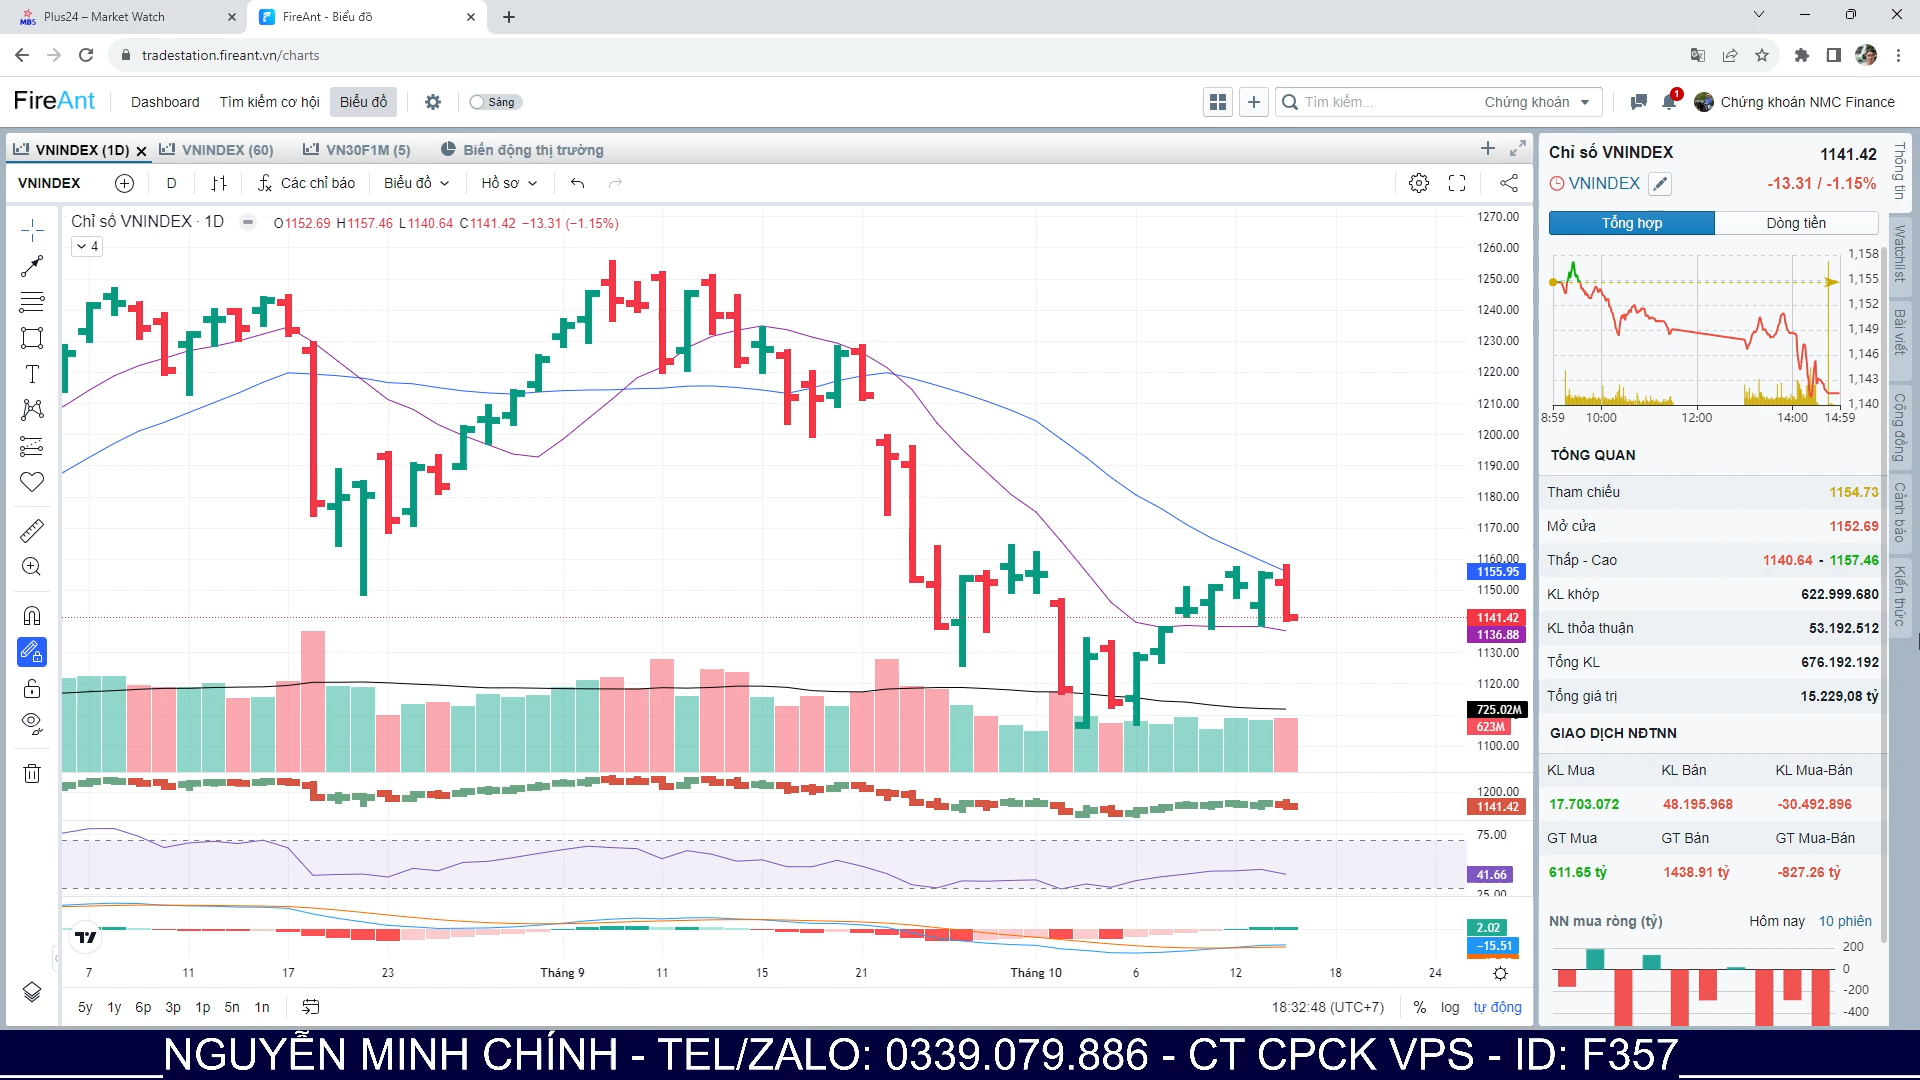 MBS
Plus24 – Market Watch
FireAnt - Biểu đồ
tradestation.fireant.vn/charts
FireAnt
Dashboard
Tìm kiếm cơ hội
Biểu đồ
Sáng
Tìm kiếm...
Chứng khoán
1
Chứng khoán NMC Finance
VNINDEX (1D)
VNINDEX (60)
VN30F1M (5)
Biến động thị trường
VNINDEX
D
Các chỉ báo
Biểu đồ
Hồ sơ
Chỉ số VNINDEX · 1D
O1152.69 H1157.46 L1140.64 C1141.42 −13.31 (−1.15%)
4
1270.00
1260.00
1250.00
1240.00
1230.00
1220.00
1210.00
1200.00
1190.00
1180.00
1170.00
1160.00
1155.95
1150.00
1141.42
1136.88
1130.00
1120.00
725.02M
623M
1100.00
1200.00
1141.42
75.00
41.66
25.00
2.02
−15.51
7
11
17
23
Tháng 9
11
15
21
Tháng 10
6
12
18
24
5y 1y 6p 3p 1p 5n 1n
18:32:48 (UTC+7)
% log tự động
Chỉ số VNINDEX 1141.42
VNINDEX -13.31 / -1.15%
Tổng hợp
Dòng tiền
1,158
1,155
1,152
1,149
1,146
1,143
1,140
8:59 10:00 12:00 14:00 14:59
TỔNG QUAN
Tham chiếu 1154.73
Mở cửa 1152.69
Thấp - Cao 1140.64 - 1157.46
KL khớp 622.999.680
KL thỏa thuận 53.192.512
Tổng KL 676.192.192
Tổng giá trị 15.229,08 tỷ
GIAO DỊCH NĐTNN
KL Mua KL Bán KL Mua-Bán
17.703.072 48.195.968 -30.492.896
GT Mua GT Bán GT Mua-Bán
611.65 tỷ 1438.91 tỷ -827.26 tỷ
NN mua ròng (tỷ) Hôm nay 10 phiên
200
0
-200
-400
Thông tin
Watchlist
Bài viết
Cộng đồng
Cảnh báo
Kiến thức
NGUYỄN MINH CHÍNH - TEL/ZALO: 0339.079.886 - CT CPCK VPS - ID: F357